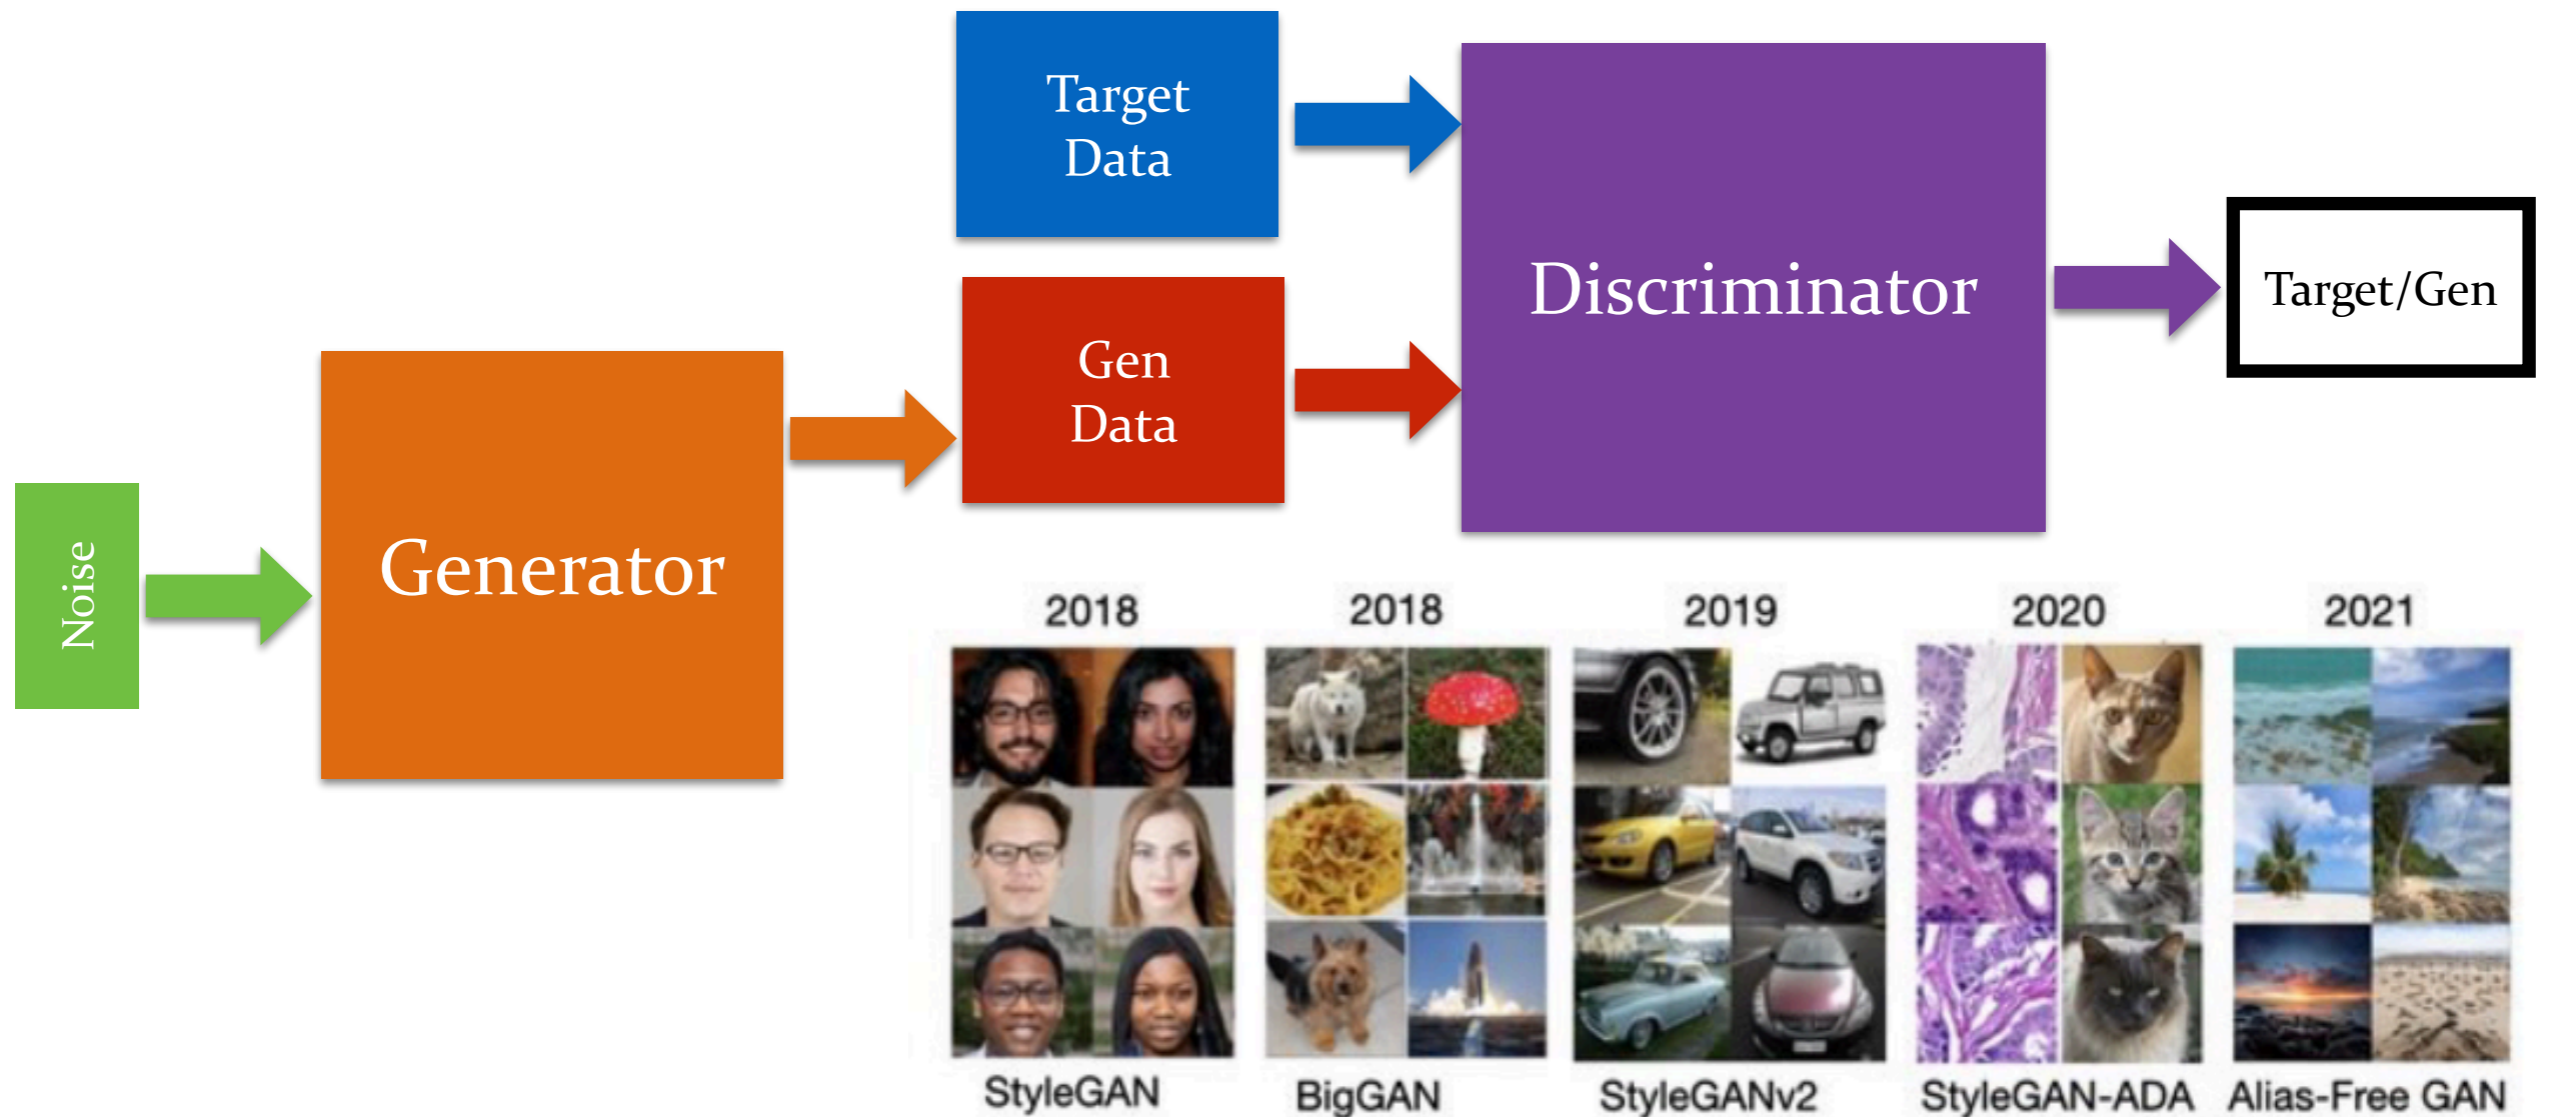 Target
Data
Discriminator
Target/Gen
Gen
Data
Generator
Noise
2018
2018
2019
2020
2021
StyleGAN
BigGAN
StyleGANv2
StyleGAN-ADA
Alias-Free GAN